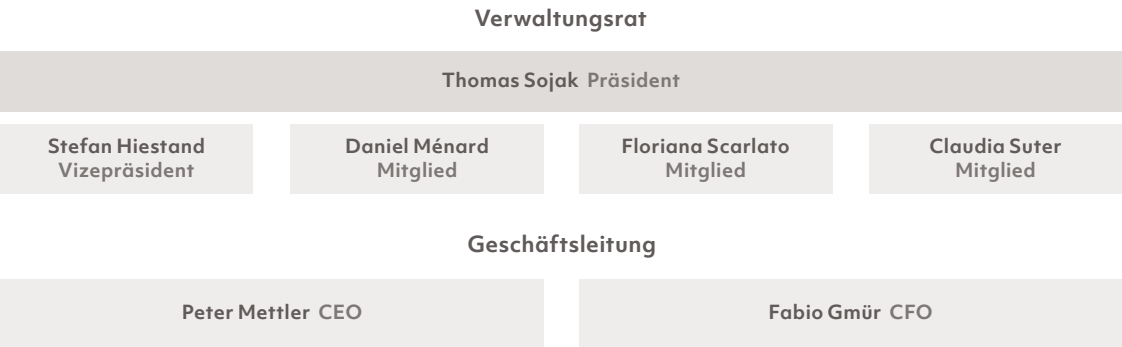 Verwaltungsrat
Thomas Sojak Präsident
Stefan Hiestand
Vizepräsident
Daniel Ménard
Mitglied
Floriana Scarlato
Mitglied
Claudia Suter
Mitglied
Geschäftsleitung
Peter Mettler CEO
Fabio Gmür CFO